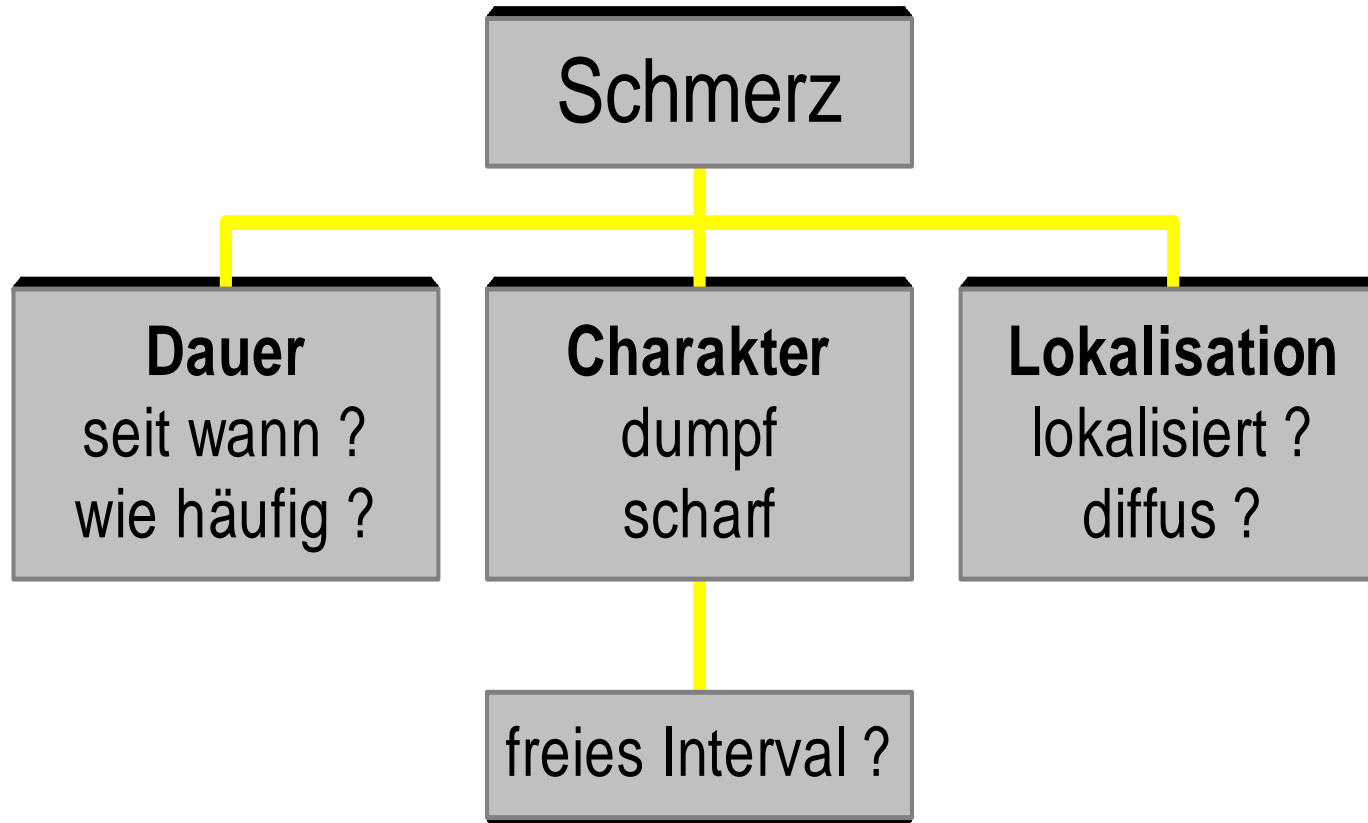 Schmerz
Dauer
seit wann ?
wie häufig ?
Charakter
dumpf
scharf
Lokalisation
lokalisiert ?
diffus ?
freies Interval ?